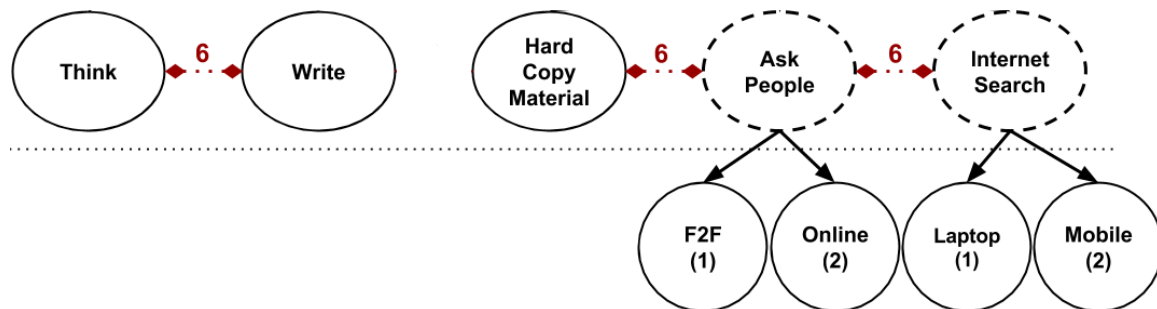 6
6
6
Think
Write
Hard
Copy
Material
Ask
People
Internet
Search
F2F
(1)
Online
(2)
Laptop
(1)
Mobile
(2)